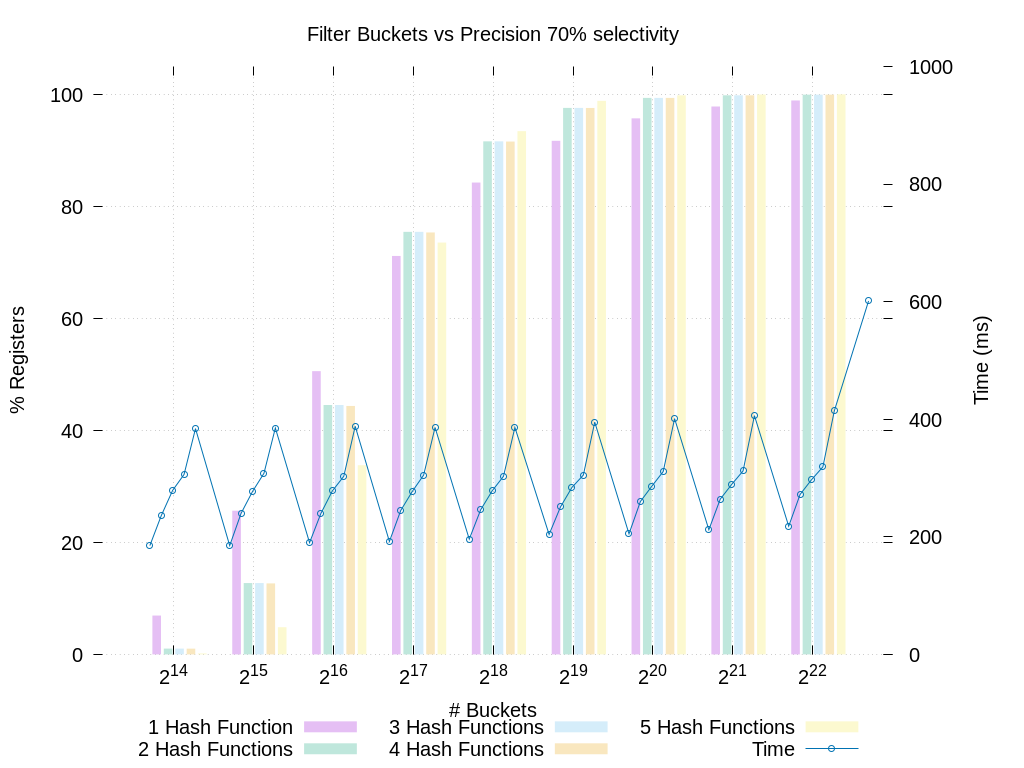 Filter Buckets vs Precision 70% selectivity
1000
100
800
80
600
60
% Registers
Time (ms)
400
40
200
20
0
0
2^14 2^15 2^16 2^17 2^18 2^19 2^20 2^21 2^22
# Buckets
1 Hash Function 3 Hash Functions 5 Hash Functions
2 Hash Functions 4 Hash Functions Time